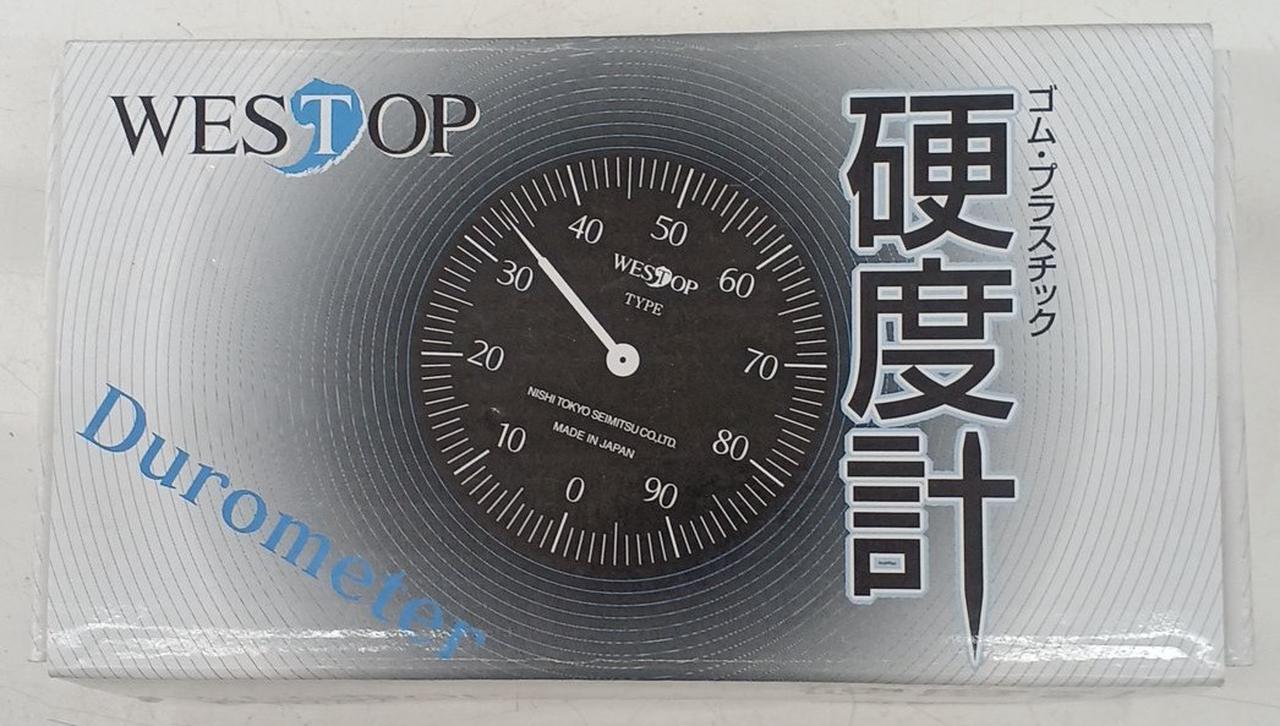 WESTOP
ゴム・プラスチック
硬度計
40
50
30
60
WESTOP
TYPE
20
70
NISHI TOKYO SEIMITSU CO.,LTD.
MADE IN JAPAN
10
80
0
90
Durometer